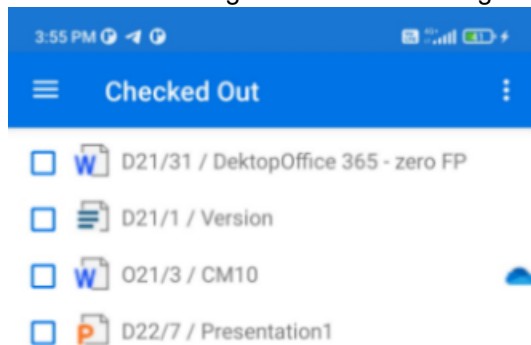 3:55 PM
Checked Out
D21/31 / DektopOffice 365 - zero FP
D21/1 / Version
O21/3 / CM10
D22/7 / Presentation1